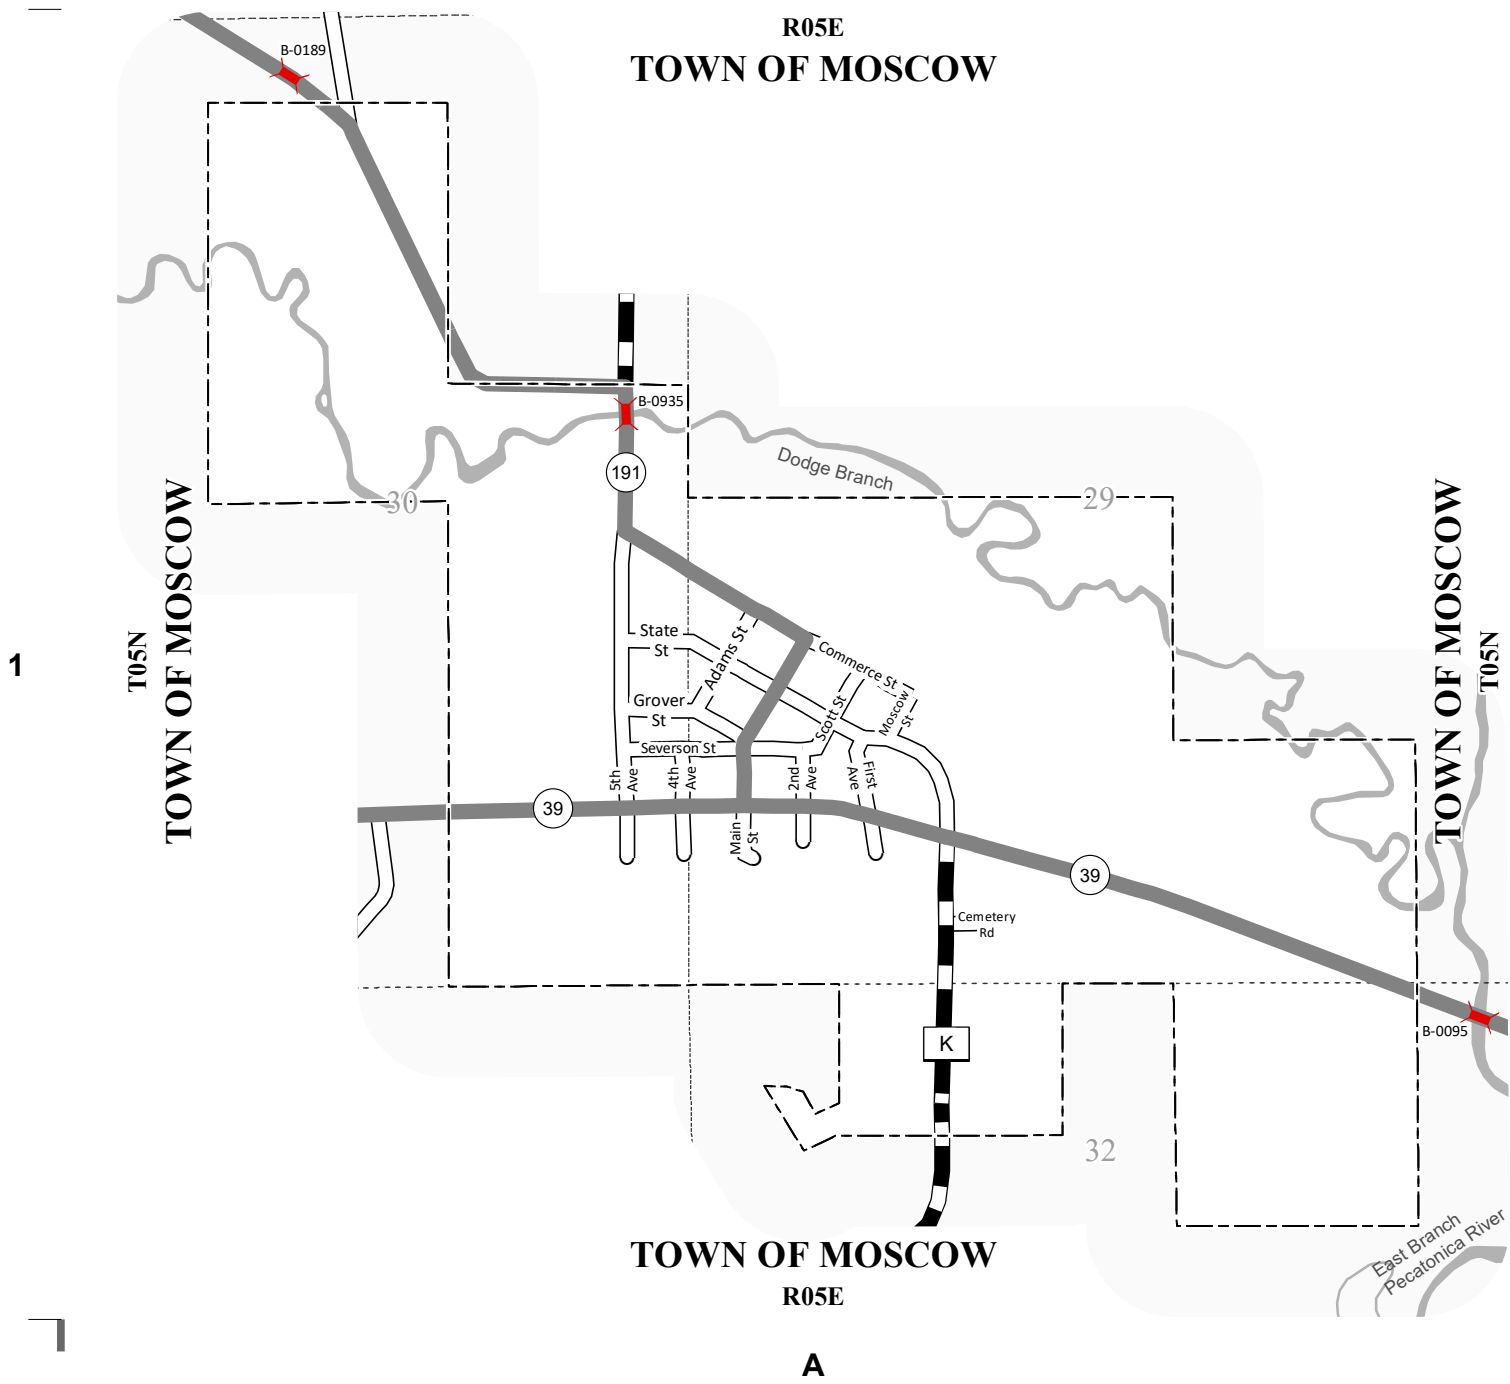 R05E
TOWN OF MOSCOW
B-0189
B-0935
191
Dodge Branch
30
29
TOWN OF MOSCOW
T05N
1
TOWN OF MOSCOW
T05N
State
St
Adams St
Commerce St
Grover
St
Scott St
Moscow
St
Severson St
5th
Ave
4th
Ave
2nd
Ave
First
Ave
39
Main
St
39
Cemetery
Rd
B-0095
K
32
East Branch
Pecatonica River
TOWN OF MOSCOW
R05E
A